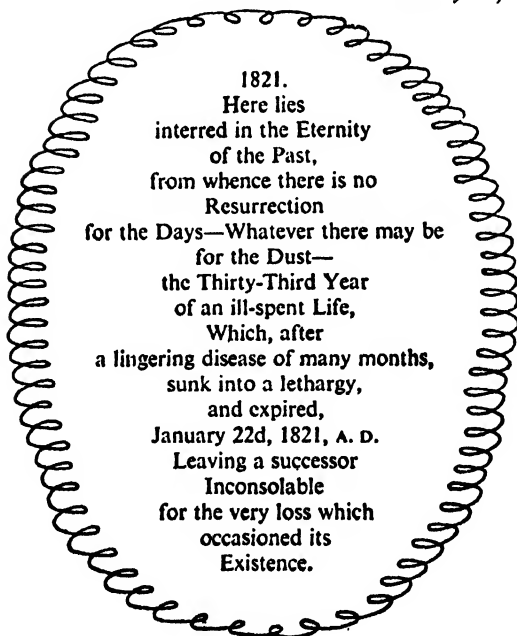 1821.
Here lies
interred in the Eternity
of the Past,
from whence there is no
Resurrection
for the Days—Whatever there may be
for the Dust—
the Thirty-Third Year
of an ill-spent Life,
Which, after
a lingering disease of many months,
sunk into a lethargy,
and expired,
January 22d, 1821, A. D.
Leaving a successor
Inconsolable
for the very loss which
occasioned its
Existence.